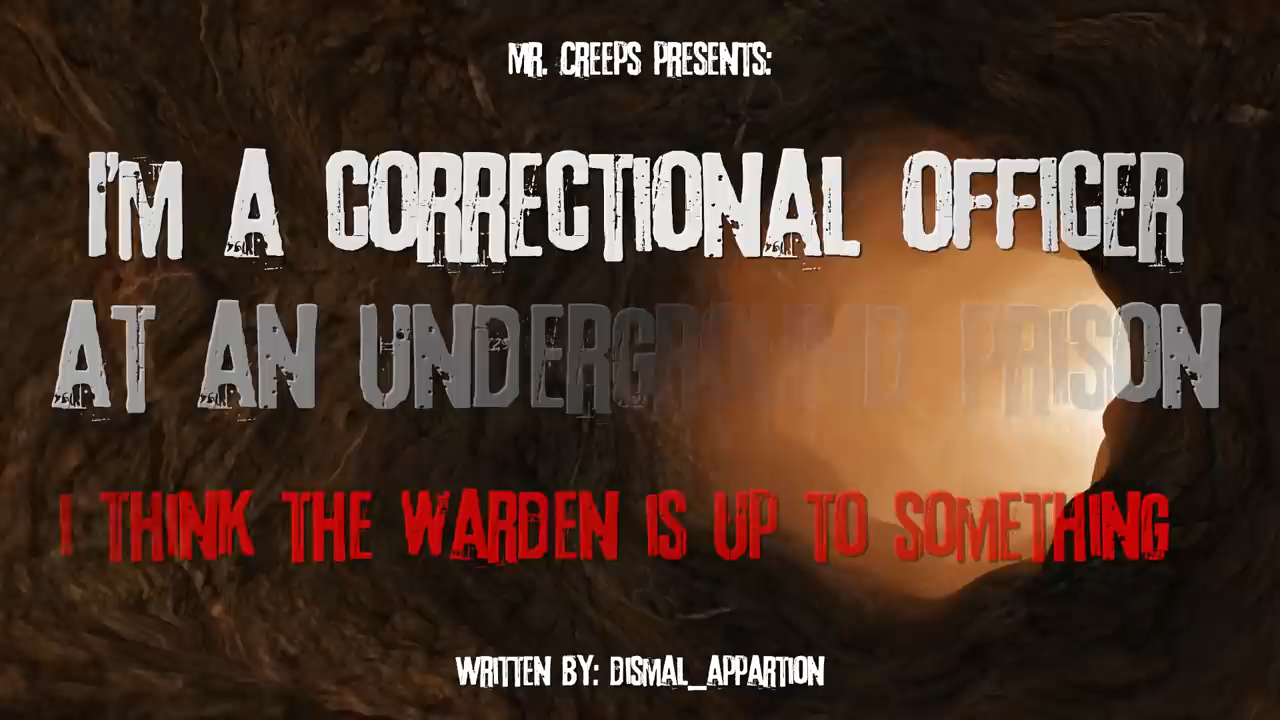 MR. CREEPS PRESENTS:
I'M A CORRECTIONAL OFFICER
AT AN UNDERGROUND PRISON
I THINK THE WARDEN IS UP TO SOMETHING
WRITTEN BY: DISMAL_APPARTION